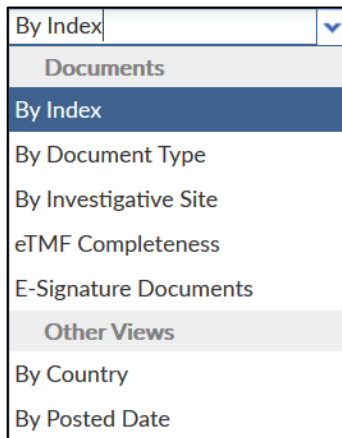 By Index
Documents
By Index
By Document Type
By Investigative Site
eTMF Completeness
E-Signature Documents
Other Views
By Country
By Posted Date